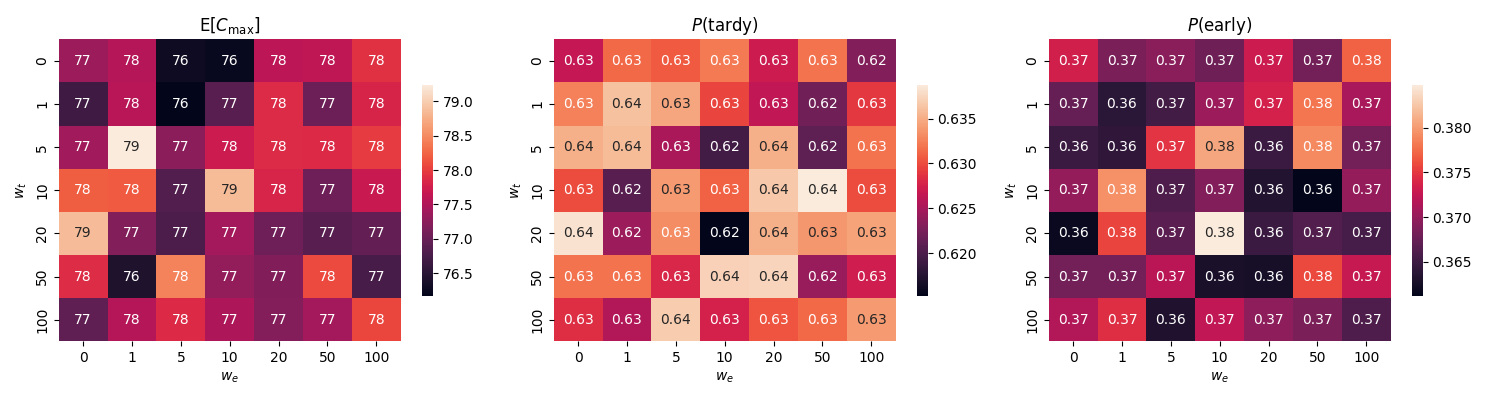 E[C_max]
0 77 78 76 76 78 78 78
1 77 78 76 77 78 77 78
5 77 79 77 78 78 78 78
10 78 78 77 79 78 77 78
20 79 77 77 77 77 77 77
50 78 76 78 77 77 78 77
100 77 78 78 77 77 77 78
0 1 5 10 20 50 100
w_e
w_t
79.0
78.5
78.0
77.5
77.0
76.5
P(tardy)
0 0.63 0.63 0.63 0.63 0.63 0.63 0.62
1 0.63 0.64 0.63 0.63 0.63 0.62 0.63
5 0.64 0.64 0.63 0.62 0.64 0.62 0.63
10 0.63 0.62 0.63 0.63 0.64 0.64 0.63
20 0.64 0.62 0.63 0.62 0.64 0.63 0.63
50 0.63 0.63 0.63 0.64 0.64 0.62 0.63
100 0.63 0.63 0.64 0.63 0.63 0.63 0.63
0 1 5 10 20 50 100
w_e
w_t
0.635
0.630
0.625
0.620
P(early)
0 0.37 0.37 0.37 0.37 0.37 0.37 0.38
1 0.37 0.36 0.37 0.37 0.37 0.38 0.37
5 0.36 0.36 0.37 0.38 0.36 0.38 0.37
10 0.37 0.38 0.37 0.37 0.36 0.36 0.37
20 0.36 0.38 0.37 0.38 0.36 0.37 0.37
50 0.37 0.37 0.37 0.36 0.36 0.38 0.37
100 0.37 0.37 0.36 0.37 0.37 0.37 0.37
0 1 5 10 20 50 100
w_e
w_t
0.380
0.375
0.370
0.365